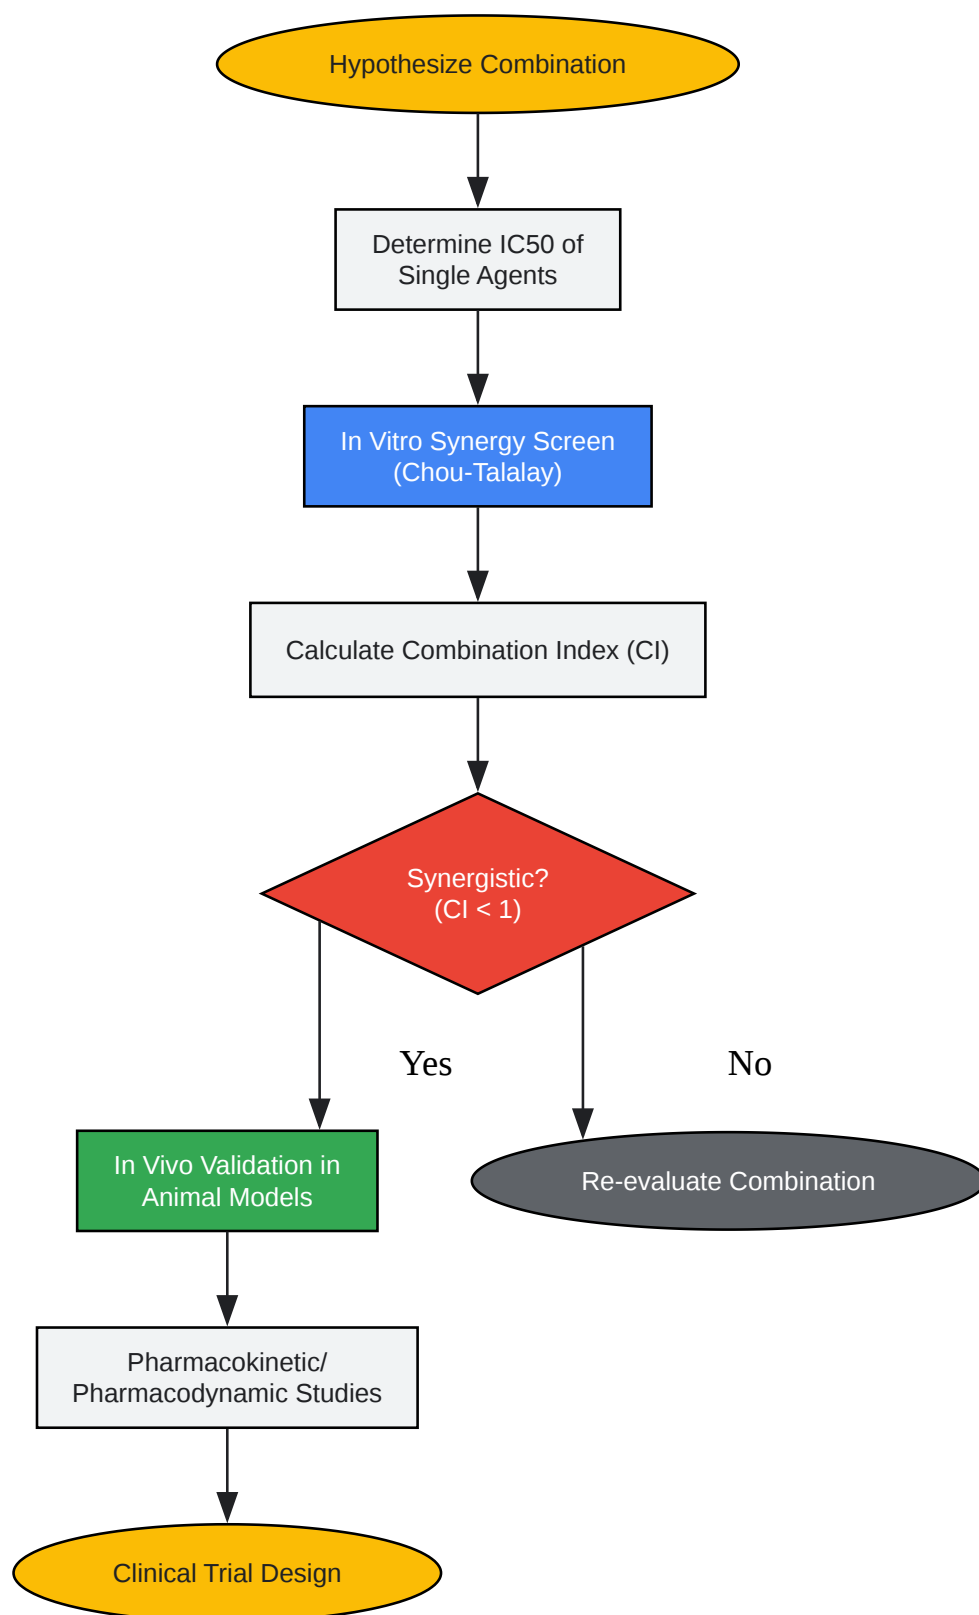 Hypothesize Combination
Determine IC50 of
Single Agents
In Vitro Synergy Screen
(Chou-Talalay)
Calculate Combination Index (CI)
Synergistic?
(CI < 1)
Yes
No
In Vivo Validation in
Animal Models
Re-evaluate Combination
Pharmacokinetic/
Pharmacodynamic Studies
Clinical Trial Design